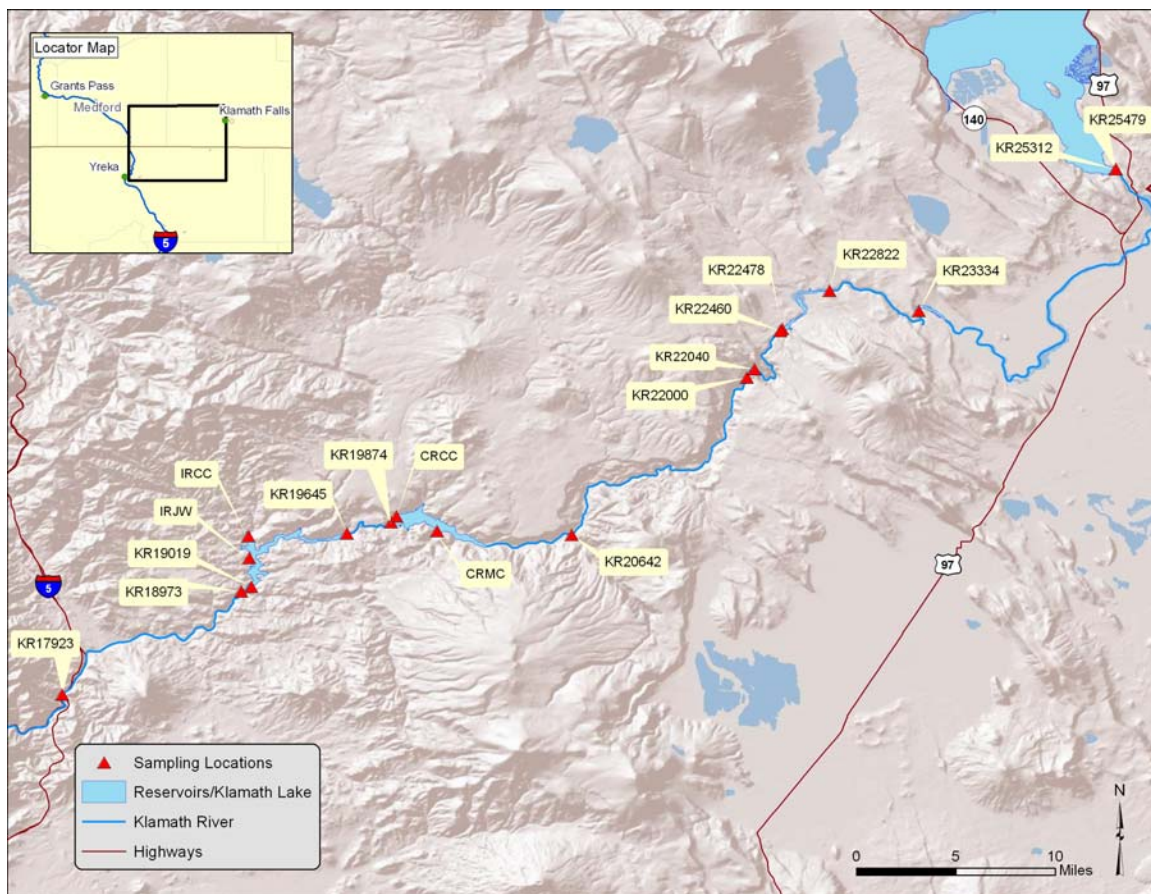 Locator Map
Grants Pass
Medford
Klamath Falls
Yreka
5
97
KR25479
140
KR25312
KR22822
KR22478
KR23334
KR22460
KR22040
KR22000
KR19874
CRCC
IRCC
KR19645
IRJW
KR19019
KR20642
CRMC
97
5
KR18973
KR17923
Sampling Locations
Reservoirs/Klamath Lake
Klamath River
Highways
N
0 5 10
Miles